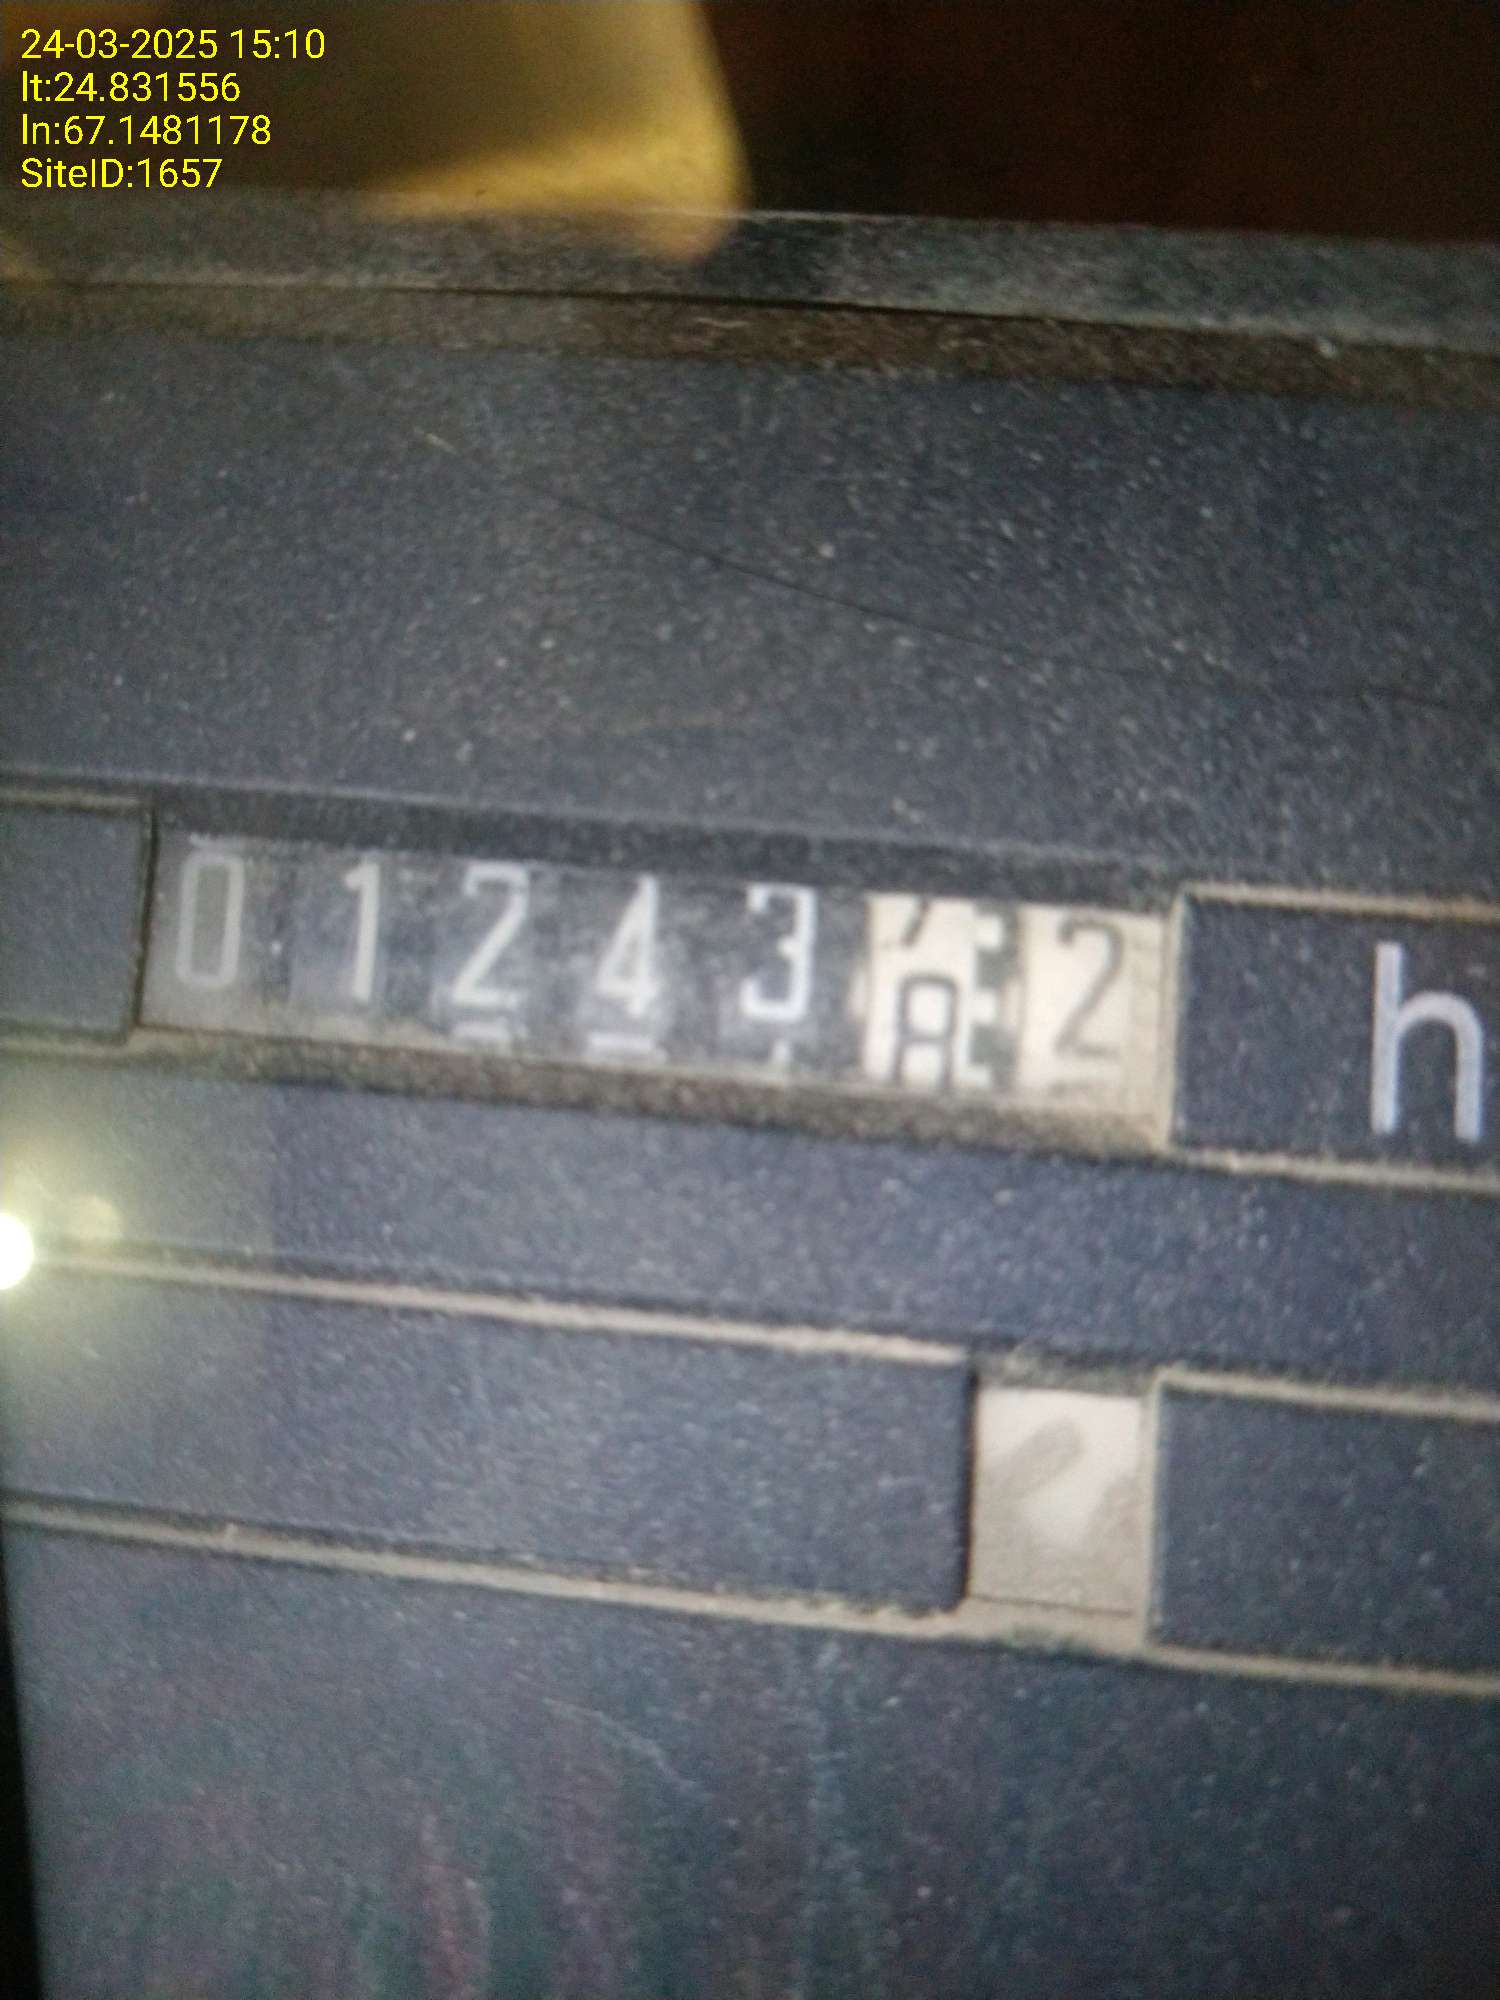 24-03-2025 15:10
lt:24.831556
ln:67.1481178
SiteID:1657
01243 2 h